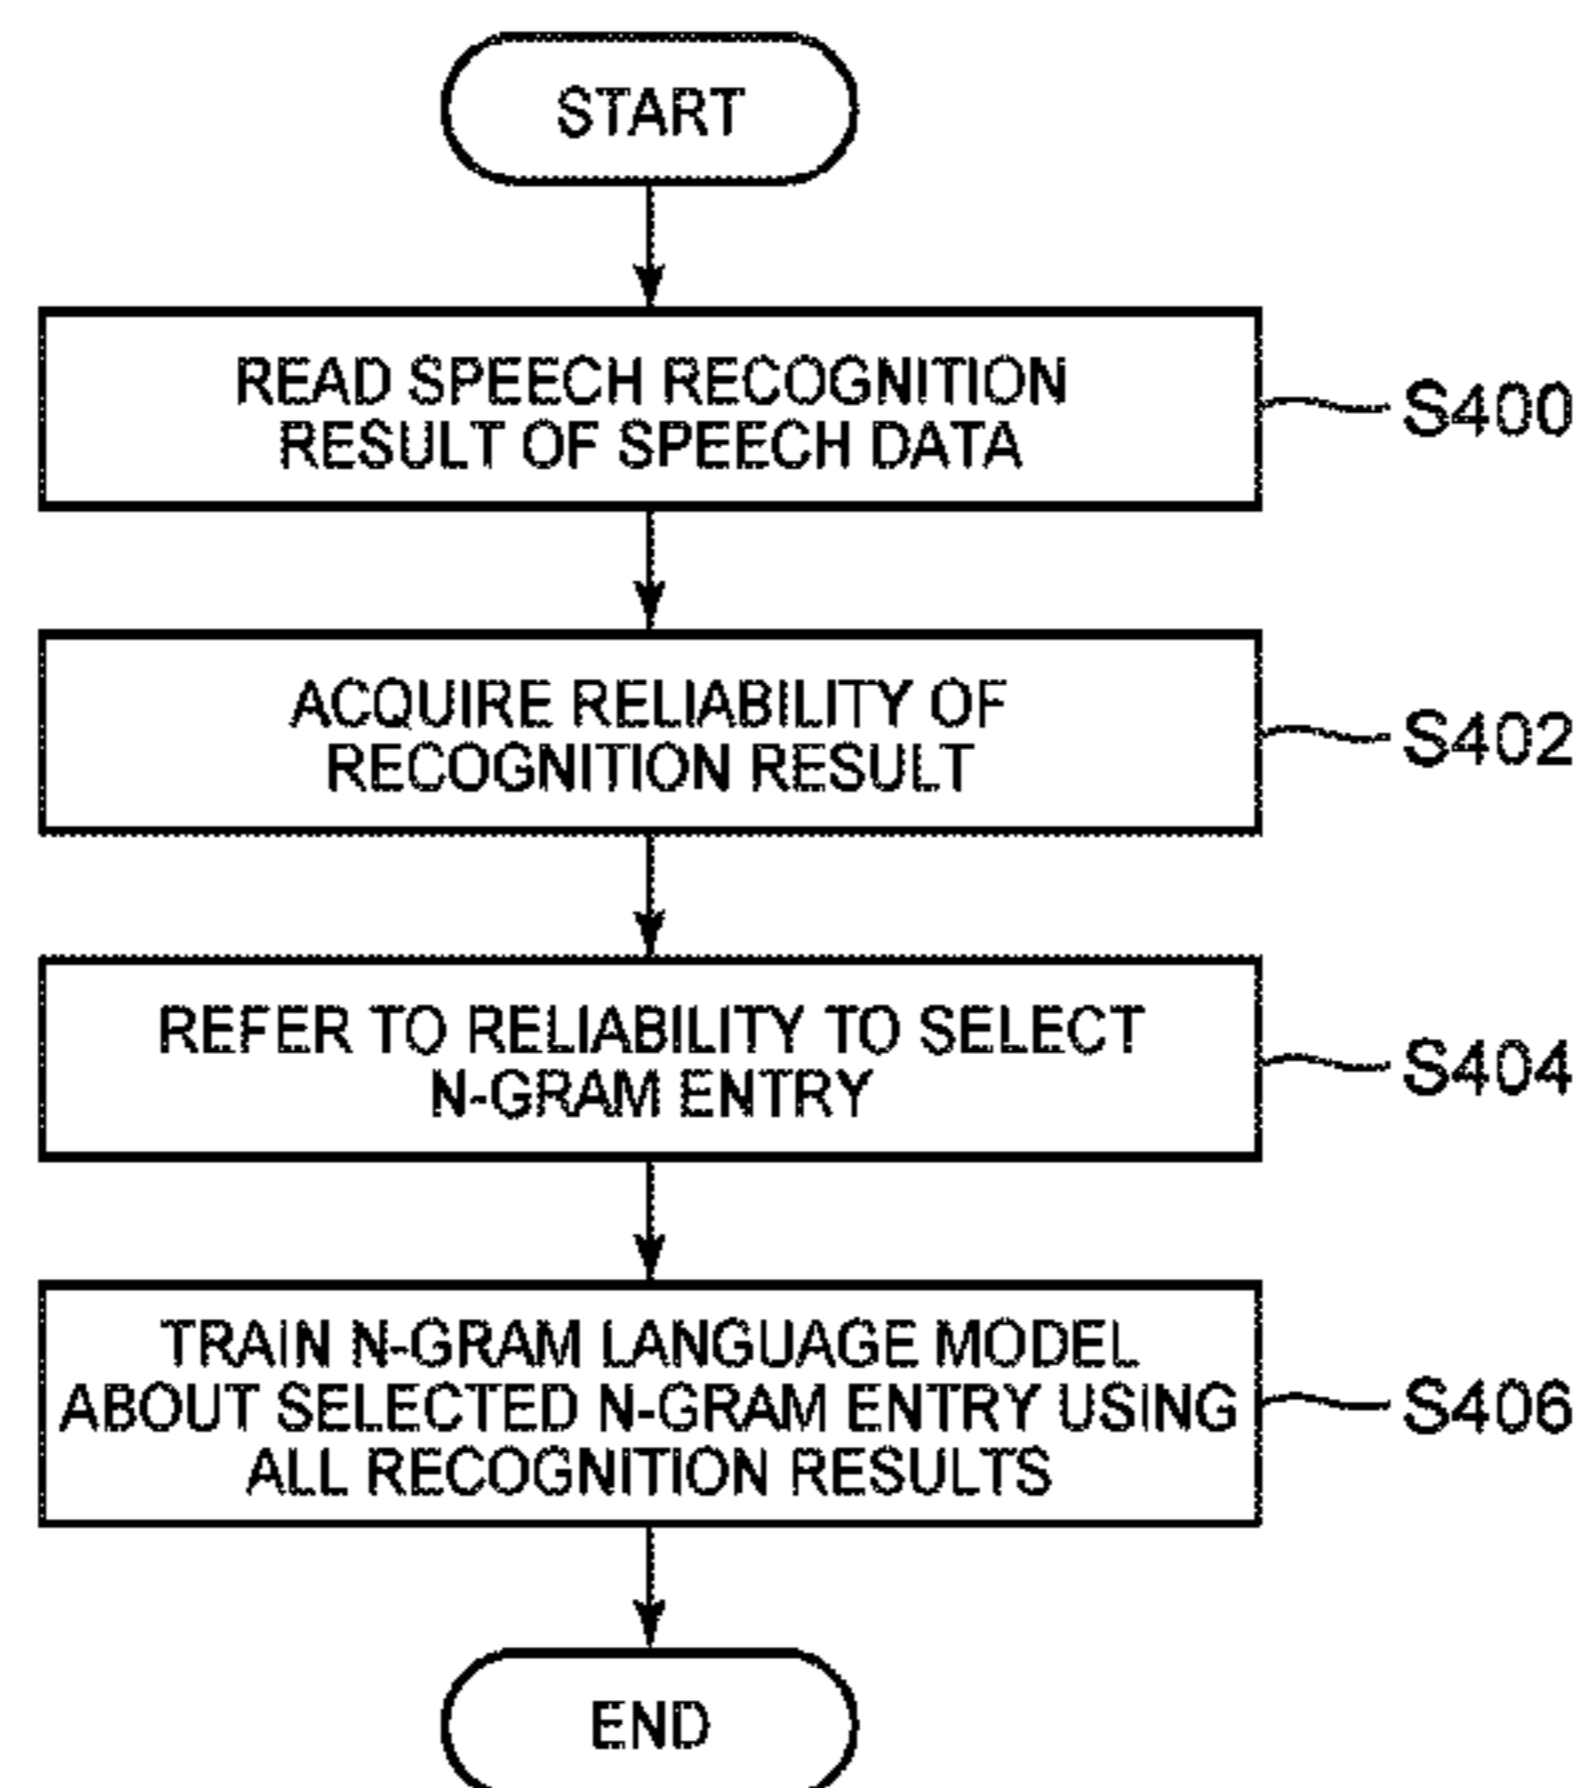 START
READ SPEECH RECOGNITION
RESULT OF SPEECH DATA
S400
ACQUIRE RELIABILITY OF
RECOGNITION RESULT
S402
REFER TO RELIABILITY TO SELECT
N-GRAM ENTRY
S404
TRAIN N-GRAM LANGUAGE MODEL
ABOUT SELECTED N-GRAM ENTRY USING
ALL RECOGNITION RESULTS
S406
END